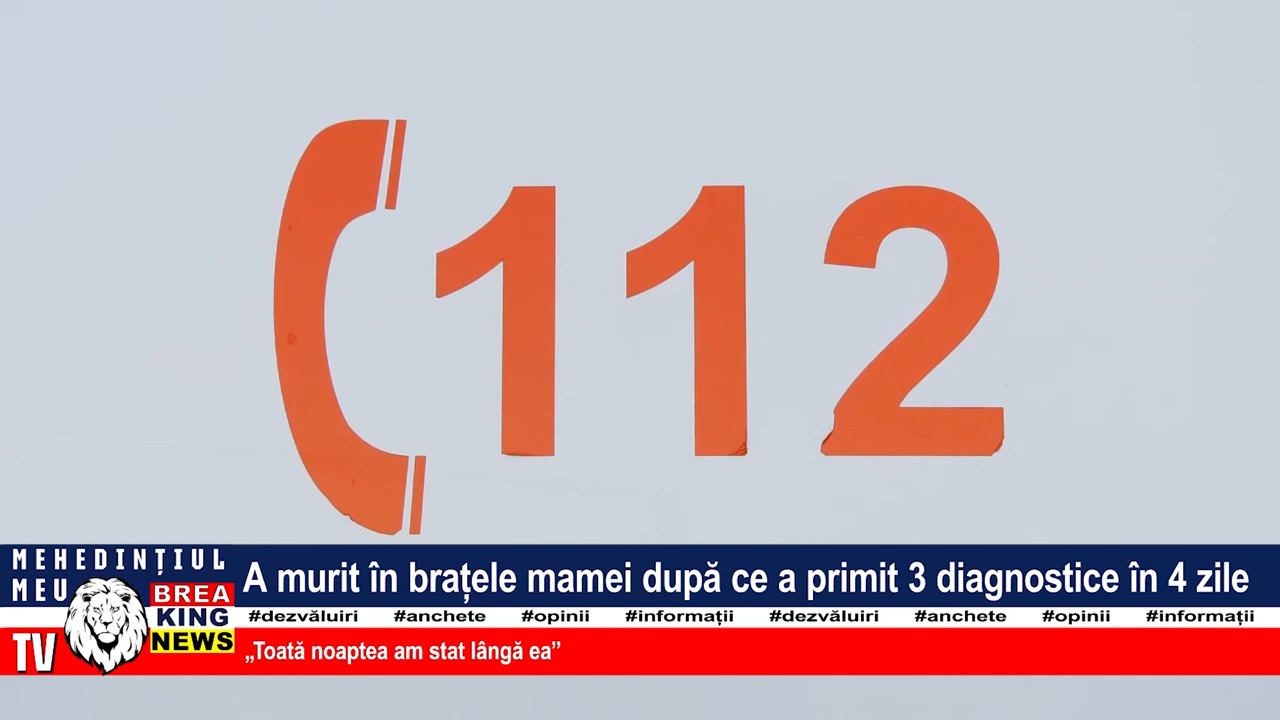 112
MEHEDINȚIUL
MEU
TV
BREA
KING
NEWS
A murit în brațele mamei după ce a primit 3 diagnostice în 4 zile
#dezvăluiri #anchete #opinii #informații #dezvăluiri #anchete #opinii #informații
„Toată noaptea am stat lângă ea”